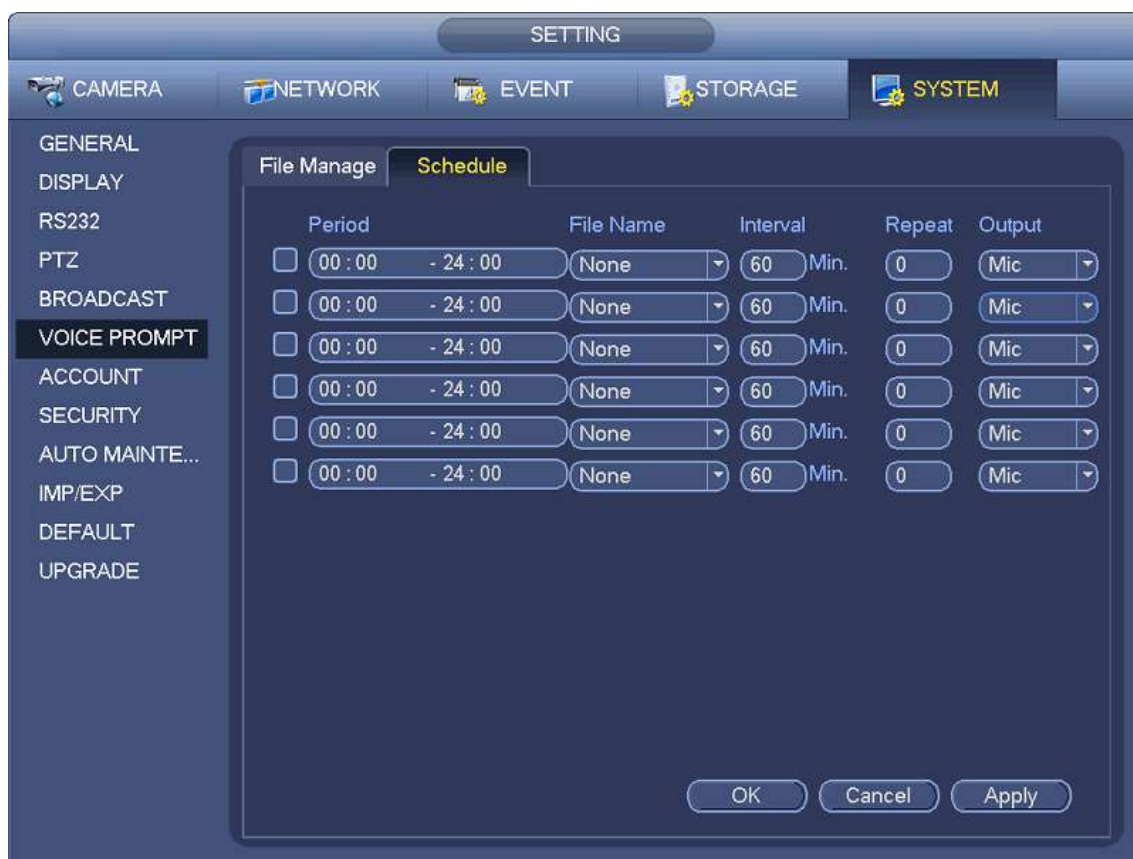 SETTING
CAMERA NETWORK EVENT STORAGE SYSTEM
GENERAL
DISPLAY
RS232
PTZ
BROADCAST
VOICE PROMPT
ACCOUNT
SECURITY
AUTO MAINTE...
IMP/EXP
DEFAULT
UPGRADE
File Manage Schedule
Period File Name Interval Repeat Output
00 : 00 - 24 : 00 None 60 Min. 0 Mic
00 : 00 - 24 : 00 None 60 Min. 0 Mic
00 : 00 - 24 : 00 None 60 Min. 0 Mic
00 : 00 - 24 : 00 None 60 Min. 0 Mic
00 : 00 - 24 : 00 None 60 Min. 0 Mic
00 : 00 - 24 : 00 None 60 Min. 0 Mic
OK Cancel Apply